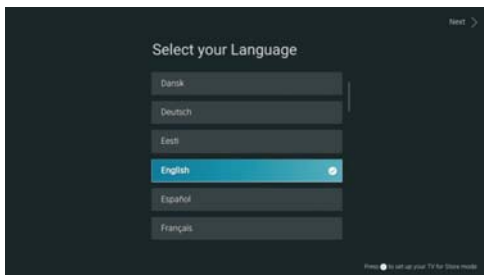 Next
Select your Language
Dansk
Deutsch
Eesti
English
Español
Français
Press to set up your TV for Store mode